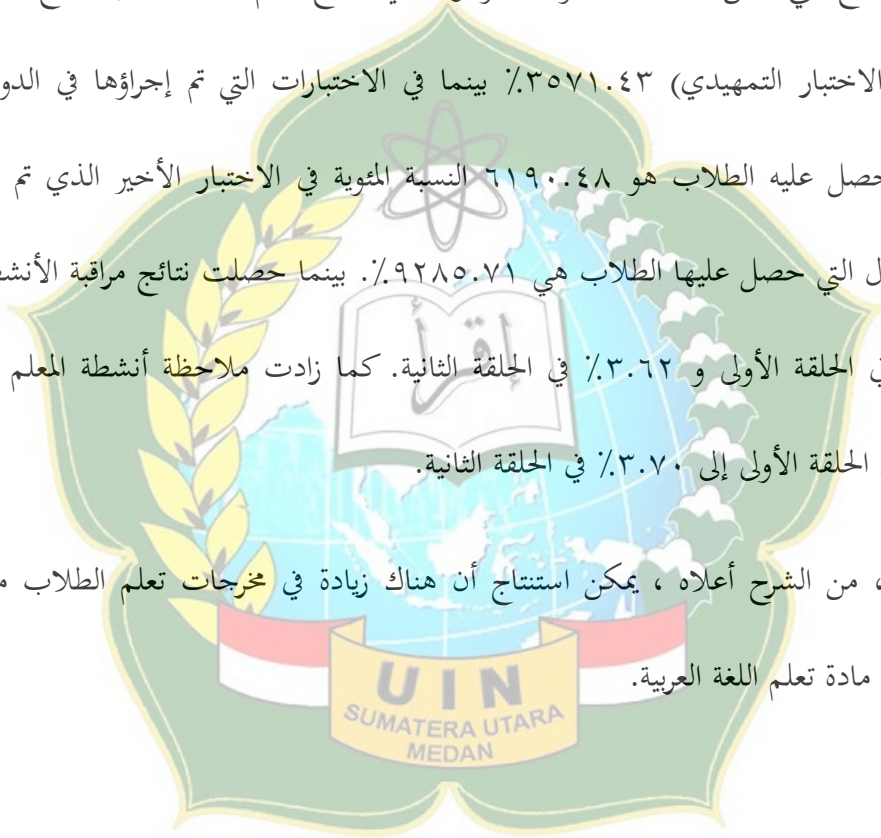 الاختبار التمهيدي) ٣٥٧١.٤٣٪ بينما في الاختبارات التي تم إجراؤها في
حصل عليه الطلاب هو ٦١٩٠.٤٨ النسبة المئوية في الاختبار الأخير الذي تم
التي حصل عليها الطلاب هي ٩٢٨٥.٧١٪. بينما حصلت نتائج مراقبة
الحلقة الأولى و ٣.٦٢٪ في الحلقة الثانية. كما زادت ملاحظة أنشطة المعلم
الحلقة الأولى إلى ٣.٧٠٪ في الحلقة الثانية.
، من الشرح أعلاه ، يمكن استنتاج أن هناك زيادة في مخرجات تعلم الطلاب
مادة تعلم اللغة العربية.
إقرأ
UIN
SUMATERA UTARA
MEDAN